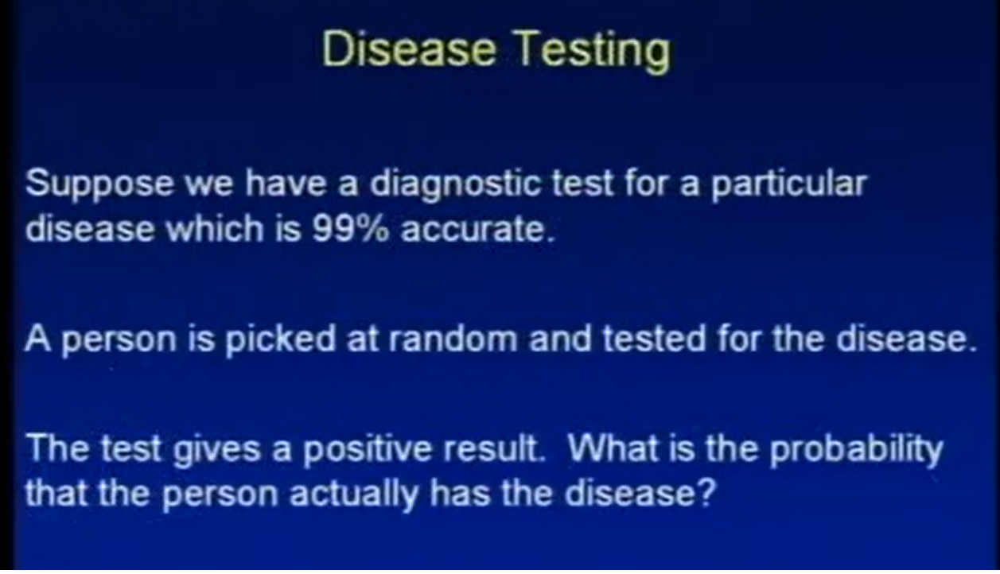 Disease Testing
Suppose we have a diagnostic test for a particular
disease which is 99% accurate.
A person is picked at random and tested for the disease.
The test gives a positive result. What is the probability
that the person actually has the disease?